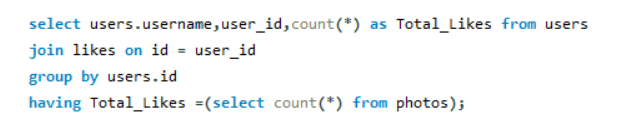 select users.username,user_id,count(*) as Total_Likes from users
join likes on id = user_id
group by users.id
having Total_Likes =(select count(*) from photos);